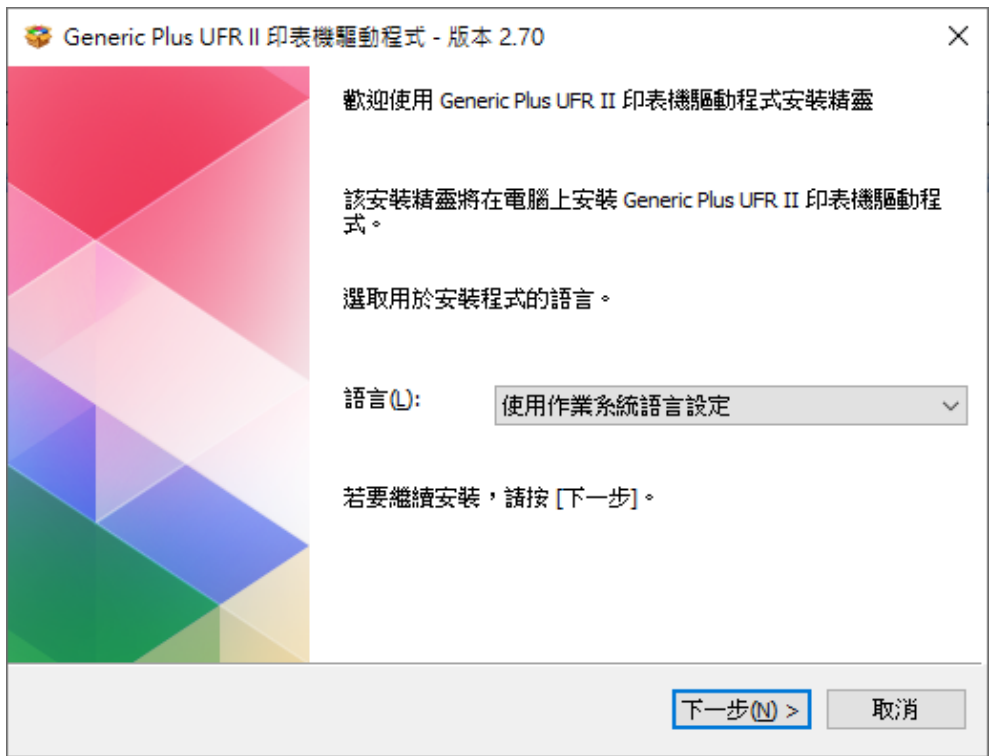 Generic Plus UFR II 印表機驅動程式 - 版本 2.70
歡迎使用 Generic Plus UFR II 印表機驅動程式安裝精靈
該安裝精靈將在電腦上安裝 Generic Plus UFR II 印表機驅動程
式。
選取用於安裝程式的語言。
語言(L):
使用作業系統語言設定
若要繼續安裝，請按 [下一步]。
下一步(N) >
取消